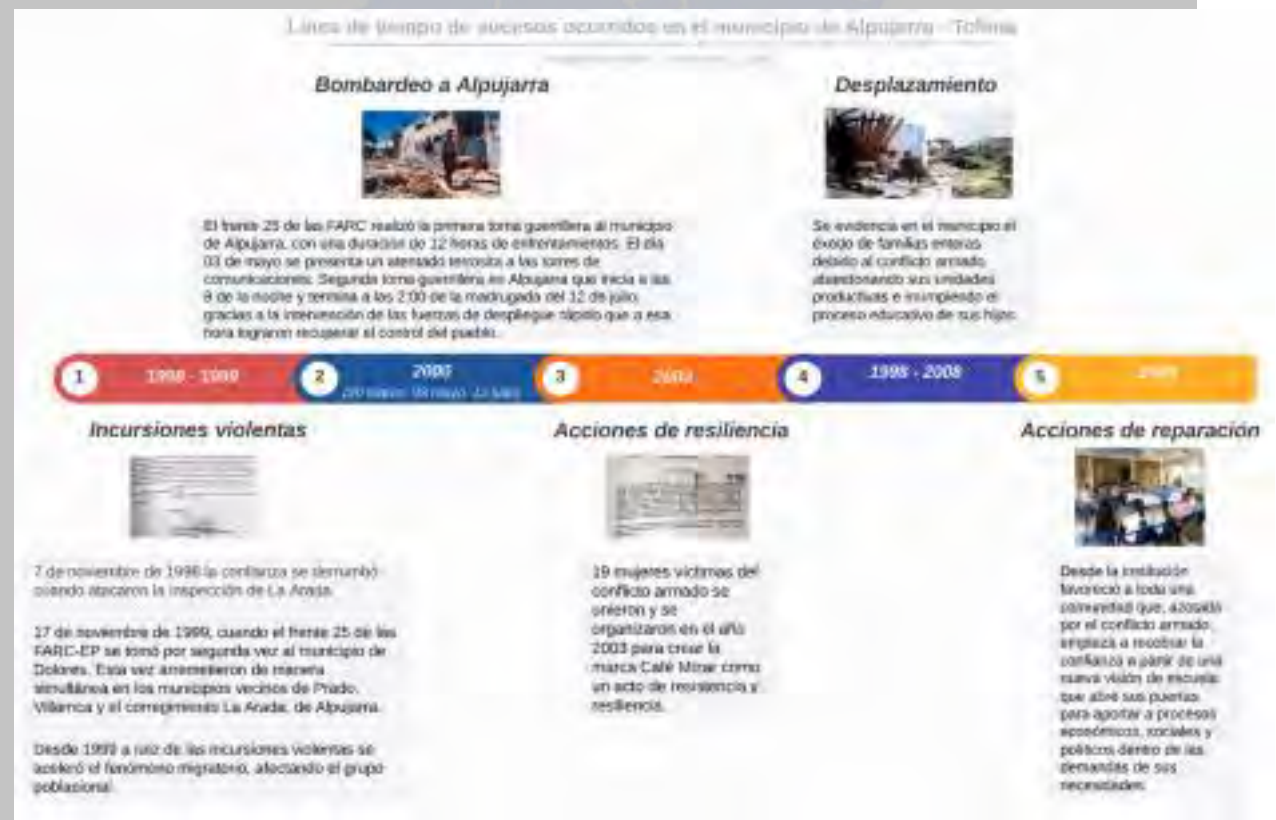 Línea de tiempo de sucesos ocurridos en el municipio de Alpujarra - Tolima
Bombardeo a Alpujarra
El frente 25 de las FARC realizó la primera toma guerrillera al municipio
de Alpujarra, con una duración de 12 horas de enfrentamientos. El día
03 de mayo se presenta un atentado terrorista a las torres de
comunicaciones. Segunda toma guerrillera en Alpujarra que inicia a las
de la noche y termina a las 2:00 de la madrugada del 12 de julio,
gracias a la intervención de las fuerzas de despliegue rápido que a esa
hora lograron recuperar el control del pueblo.
Desplazamiento
Se evidencia en el municipio el
éxodo de familias enteras
debido al conflicto armado
abandonando sus unidades
productivas e irrumpiendo el
proceso educativo de sus hijos.
1 1998 - 1999 2 2000 3 2003 4 1998 - 2008 5
mayo
Incursiones violentas
7 de noviembre de 1998 la confianza se derrumbó
cuando atacaron la inspección de La Arada.
17 de noviembre de 1999, cuando el frente 25 de las
FARC-EP se tomó por segunda vez al municipio de
Dolores. Esta vez arremetieron de manera
simultánea en los municipios vecinos de Prado,
Villarrica y el corregimiento La Arada, de Alpujarra.
Desde 1999 a raíz de las incursiones violentas se
aceleró el fenómeno migratorio, afectando el grupo
poblacional.
Acciones de resiliencia
19 mujeres víctimas del
conflicto armado se
unieron y se
organizaron en el año
2003 para crear la
marca Café Mirar como
un acto de resistencia y
resiliencia.
Acciones de reparación
Desde la institución
favoreció a toda una
comunidad que, azotada
por el conflicto armado,
empieza a recobrar la
confianza a partir de una
nueva visión de escuela
que abre sus puertas
para aportar a procesos
económicos, sociales y
políticos dentro de las
demandas de sus
necesidades.